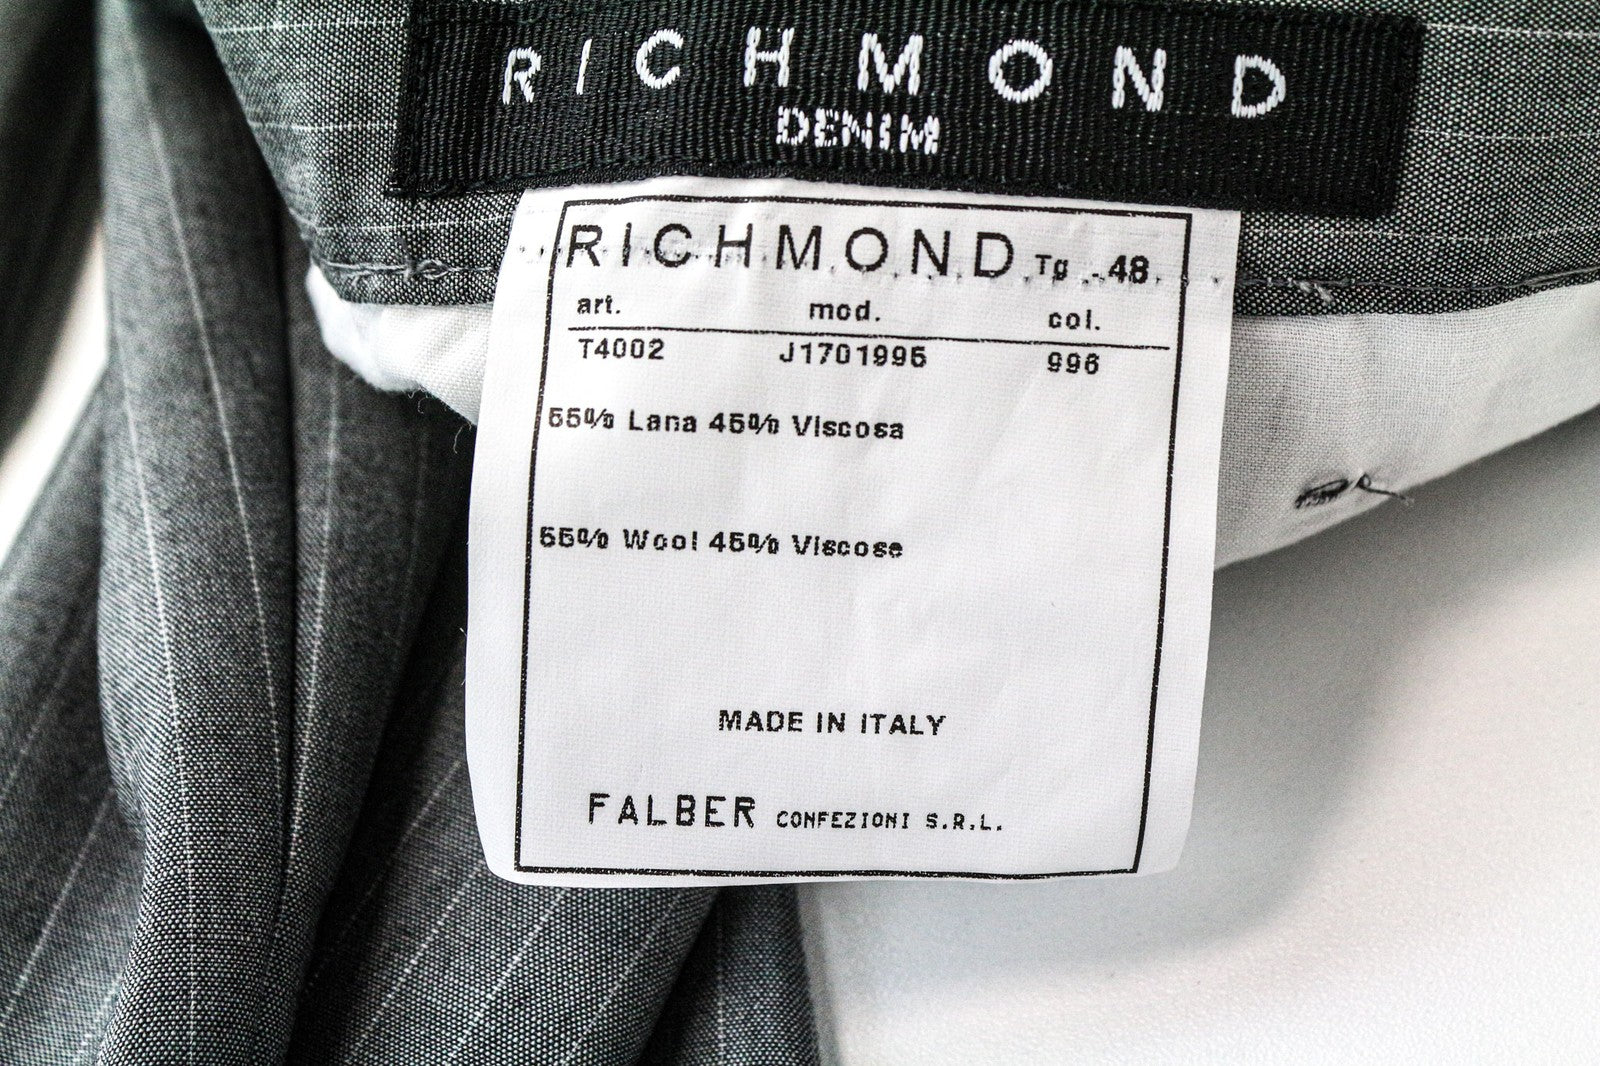 RICHMOND
DENIM
RICHMOND Tg. 48
art. mod. col.
T4002 J1701995 996
55% Lana 45% Viscosa
55% Wool 45% Viscose
MADE IN ITALY
FALBER CONFEZIONI S.R.L.